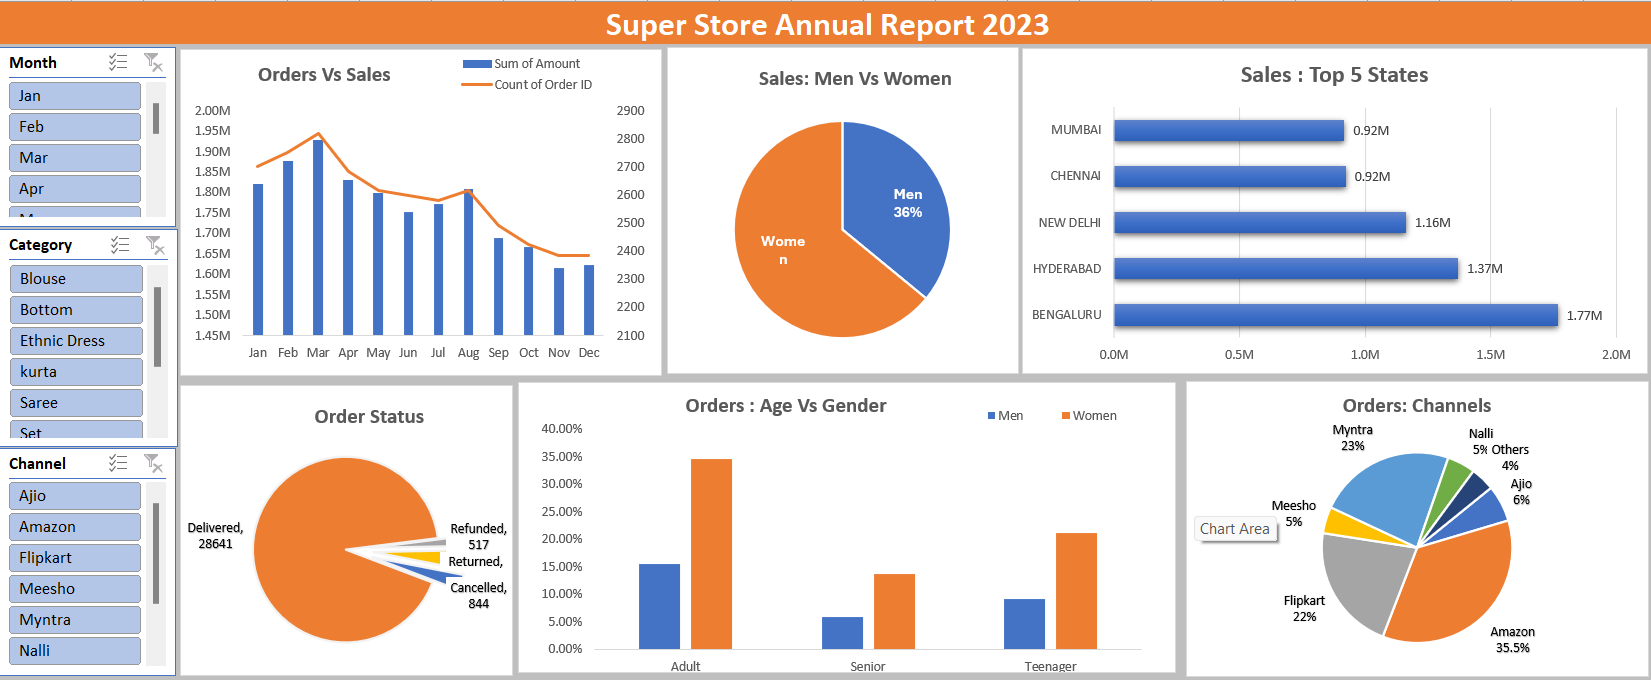 Super Store Annual Report 2023
Month
Jan
Feb
Mar
Apr
Category
Blouse
Bottom
Ethnic Dress
kurta
Saree
Set
Channel
Ajio
Amazon
Flipkart
Meesho
Myntra
Nalli
Orders Vs Sales
Sum of Amount
Count of Order ID
2.00M
1.95M
1.90M
1.85M
1.80M
1.75M
1.70M
1.65M
1.60M
1.55M
1.50M
1.45M
2900
2800
2700
2600
2500
2400
2300
2200
2100
Jan Feb Mar Apr May Jun Jul Aug Sep Oct Nov Dec
Sales: Men Vs Women
Men
36%
Wome
n
Sales : Top 5 States
MUMBAI 0.92M
CHENNAI 0.92M
NEW DELHI 1.16M
HYDERABAD 1.37M
BENGALURU 1.77M
0.0M 0.5M 1.0M 1.5M 2.0M
Order Status
Delivered,
28641
Refunded,
517
Returned,
Cancelled,
844
Orders : Age Vs Gender
Men Women
40.00%
35.00%
30.00%
25.00%
20.00%
15.00%
10.00%
5.00%
0.00%
Adult Senior Teenager
Orders: Channels
Myntra
23%
Nalli
5%
Others
4%
Ajio
6%
Meesho
5%
Chart Area
Flipkart
22%
Amazon
35.5%